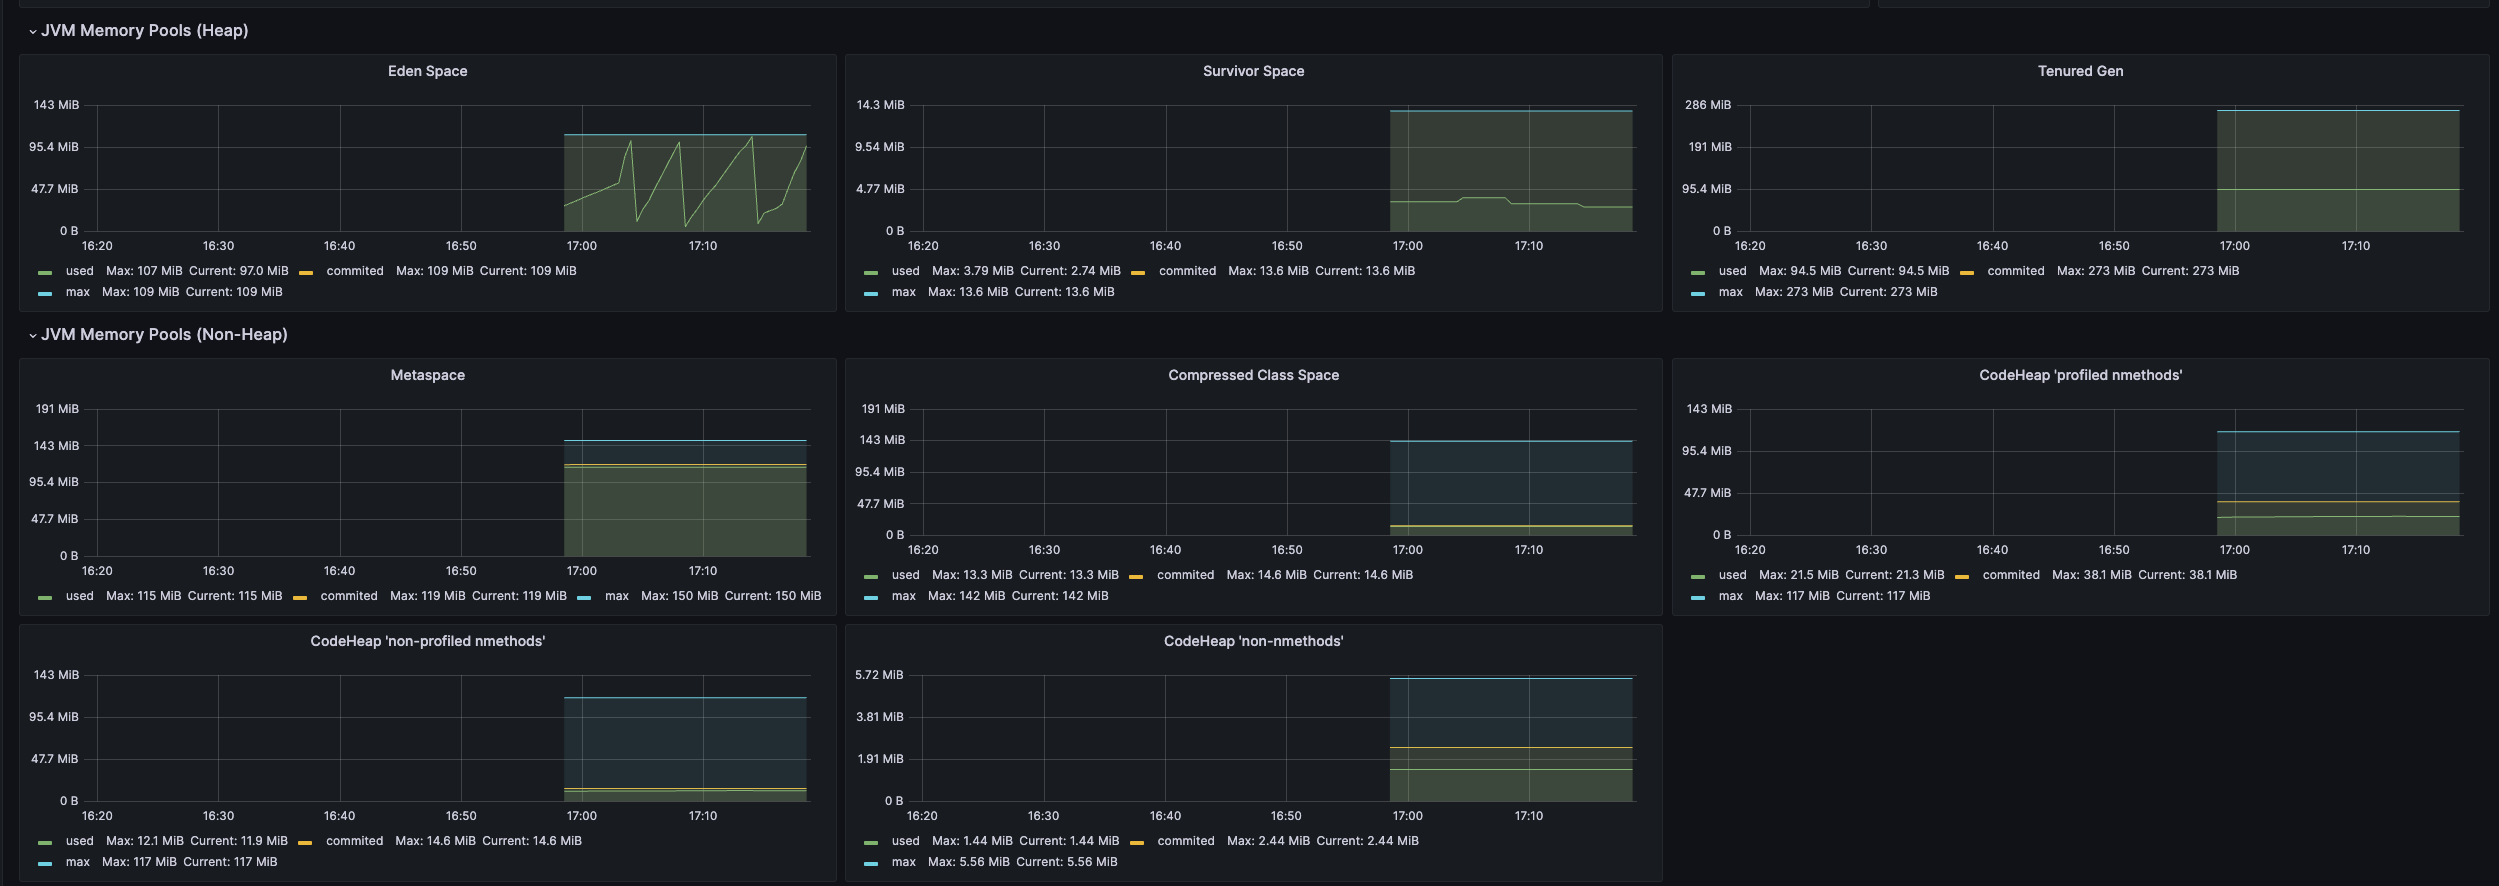 JVM Memory Pools (Heap)
Eden Space
143 MiB
95.4 MiB
47.7 MiB
0 B
16:20 16:30 16:40 16:50 17:00 17:10
used Max: 107 MiB Current: 97.0 MiB commited Max: 109 MiB Current: 109 MiB
max Max: 109 MiB Current: 109 MiB
Survivor Space
14.3 MiB
9.54 MiB
4.77 MiB
0 B
16:20 16:30 16:40 16:50 17:00 17:10
used Max: 3.79 MiB Current: 2.74 MiB commited Max: 13.6 MiB Current: 13.6 MiB
max Max: 13.6 MiB Current: 13.6 MiB
Tenured Gen
286 MiB
191 MiB
95.4 MiB
0 B
16:20 16:30 16:40 16:50 17:00 17:10
used Max: 94.5 MiB Current: 94.5 MiB commited Max: 273 MiB Current: 273 MiB
max Max: 273 MiB Current: 273 MiB
JVM Memory Pools (Non-Heap)
Metaspace
191 MiB
143 MiB
95.4 MiB
47.7 MiB
0 B
16:20 16:30 16:40 16:50 17:00 17:10
used Max: 115 MiB Current: 115 MiB commited Max: 119 MiB Current: 119 MiB max Max: 150 MiB Current: 150 MiB
Compressed Class Space
191 MiB
143 MiB
95.4 MiB
47.7 MiB
0 B
16:20 16:30 16:40 16:50 17:00 17:10
used Max: 13.3 MiB Current: 13.3 MiB commited Max: 14.6 MiB Current: 14.6 MiB
max Max: 142 MiB Current: 142 MiB
CodeHeap 'profiled nmethods'
143 MiB
95.4 MiB
47.7 MiB
0 B
16:20 16:30 16:40 16:50 17:00 17:10
used Max: 21.5 MiB Current: 21.3 MiB commited Max: 38.1 MiB Current: 38.1 MiB
max Max: 117 MiB Current: 117 MiB
CodeHeap 'non-profiled nmethods'
143 MiB
95.4 MiB
47.7 MiB
0 B
16:20 16:30 16:40 16:50 17:00 17:10
used Max: 12.1 MiB Current: 11.9 MiB commited Max: 14.6 MiB Current: 14.6 MiB
max Max: 117 MiB Current: 117 MiB
CodeHeap 'non-nmethods'
5.72 MiB
3.81 MiB
1.91 MiB
0 B
16:20 16:30 16:40 16:50 17:00 17:10
used Max: 1.44 MiB Current: 1.44 MiB commited Max: 2.44 MiB Current: 2.44 MiB
max Max: 5.56 MiB Current: 5.56 MiB